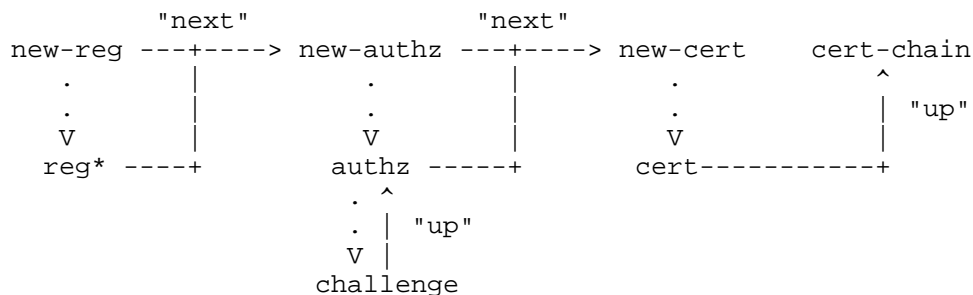 "next" "next"
new-reg ---+----> new-authz ---+----> new-cert cert-chain
. | . | . ^
. | . | . | "up"
V | V | V |
reg* ----+ authz -----+ cert-----------+
. ^
. | "up"
V |
challenge